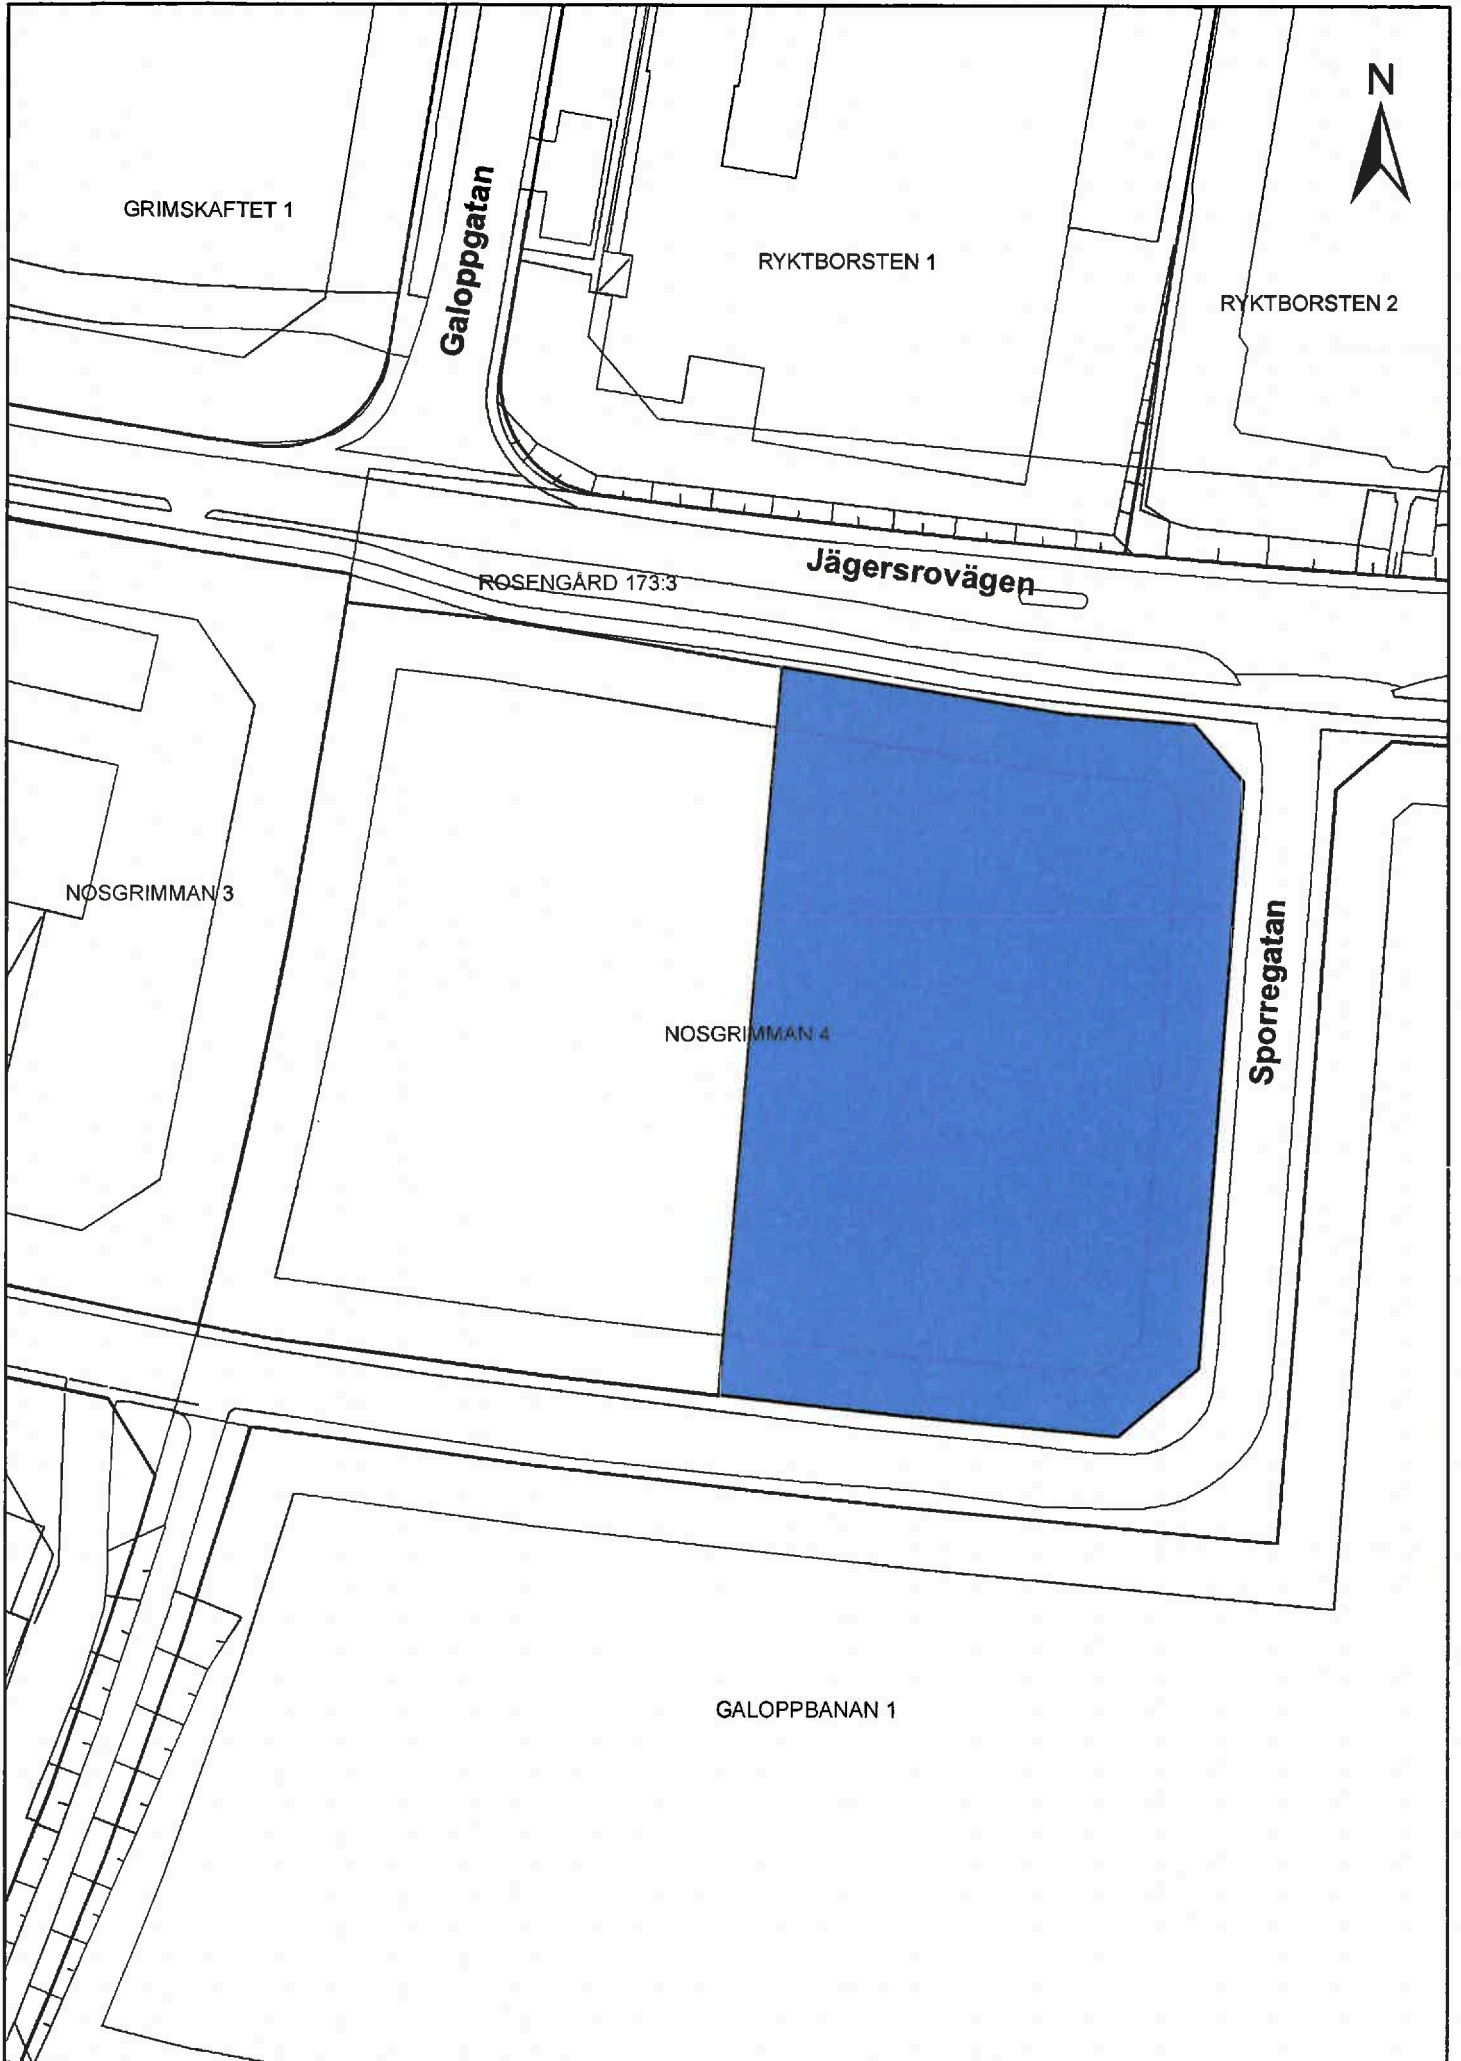 N
GRIMSKAFTET 1
Galoppgatan
RYKTBORSTEN 1
RYKTBORSTEN 2
Jägersrovägen
ROSENGÅRD 173:3
NOSGRIMMAN 3
Sporregatan
NOSGRIMMAN 4
GALOPPBANAN 1